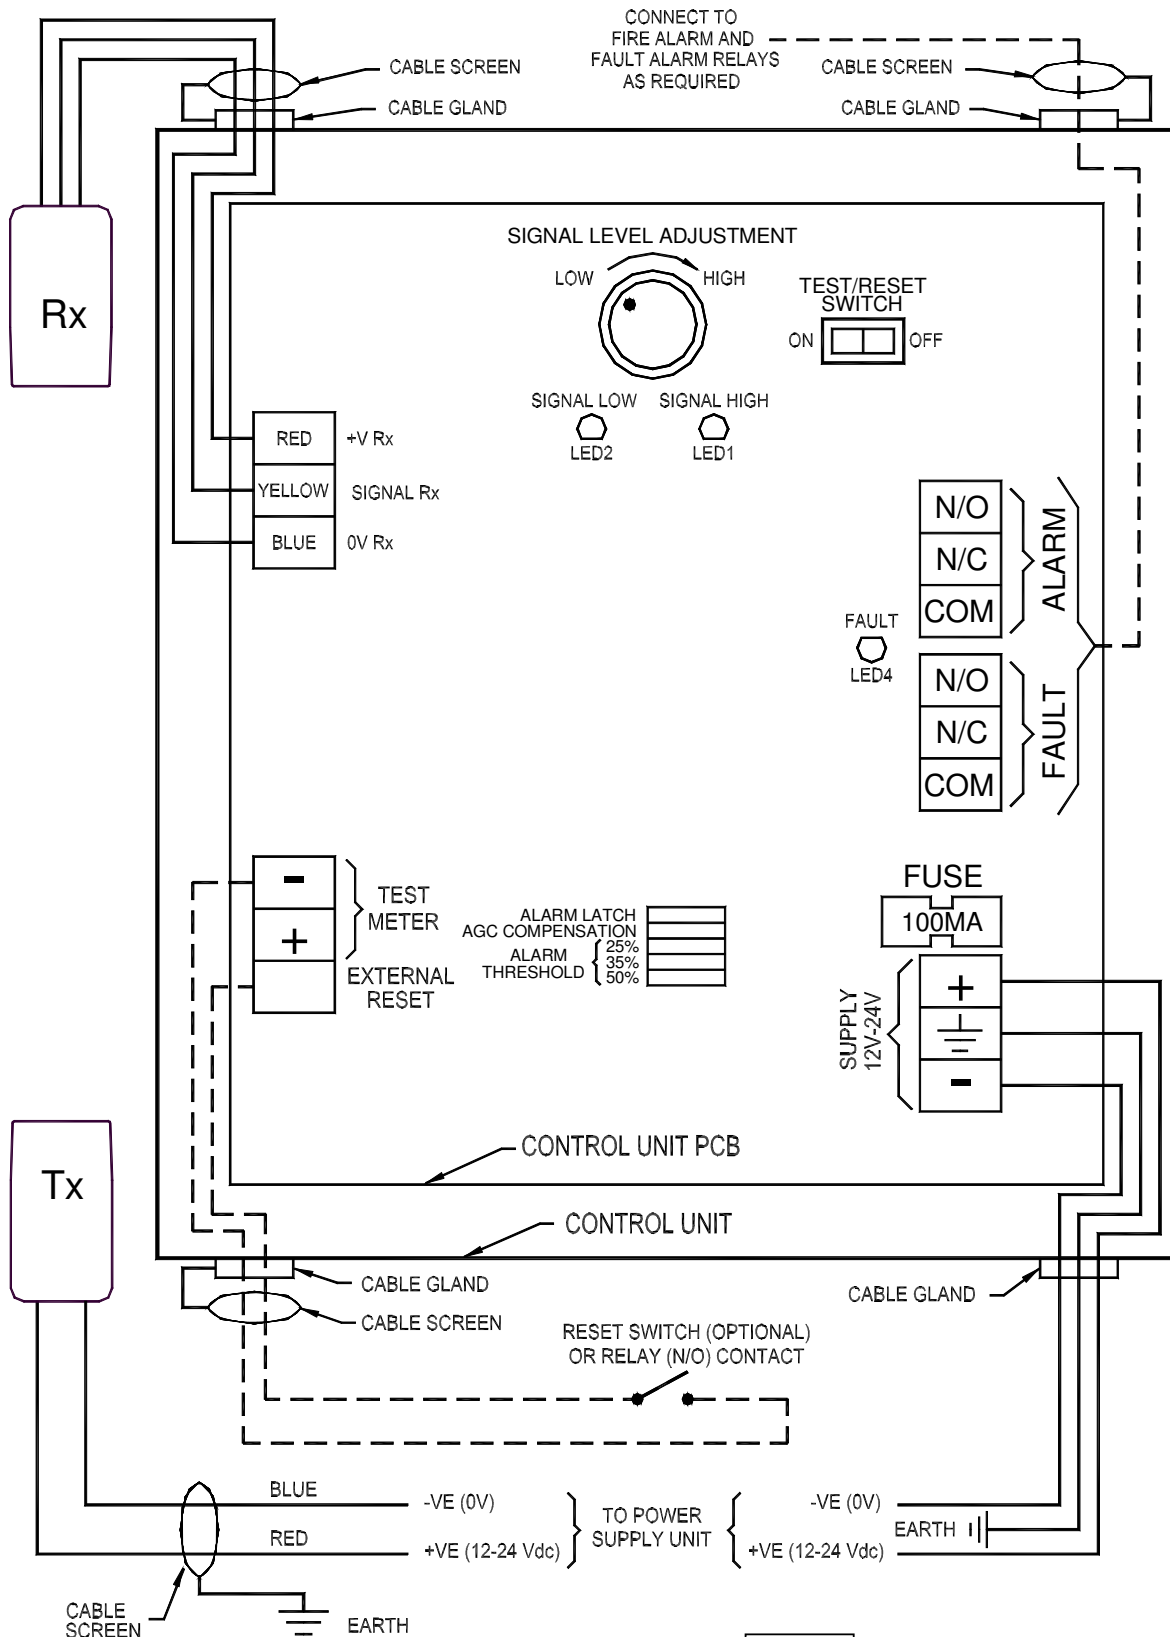 CONNECT TO
FIRE ALARM AND
FAULT ALARM RELAYS
AS REQUIRED
CABLE SCREEN
CABLE GLAND
CABLE SCREEN
CABLE GLAND
Rx
SIGNAL LEVEL ADJUSTMENT
LOW
HIGH
TEST/RESET
SWITCH
ON
OFF
SIGNAL LOW
LED2
SIGNAL HIGH
LED1
RED +V Rx
YELLOW SIGNAL Rx
BLUE 0V Rx
N/O
N/C
COM
ALARM
FAULT
LED4
N/O
N/C
COM
FAULT
-
+
TEST
METER
EXTERNAL
RESET
ALARM LATCH
AGC COMPENSATION
ALARM
THRESHOLD
25%
35%
50%
FUSE
100MA
SUPPLY
12V-24V
+
-
CONTROL UNIT PCB
CONTROL UNIT
Tx
CABLE GLAND
CABLE SCREEN
CABLE GLAND
RESET SWITCH (OPTIONAL)
OR RELAY (N/O) CONTACT
BLUE
-VE (0V)
RED
+VE (12-24 Vdc)
TO POWER
SUPPLY UNIT
-VE (0V)
EARTH
+VE (12-24 Vdc)
CABLE
SCREEN
EARTH